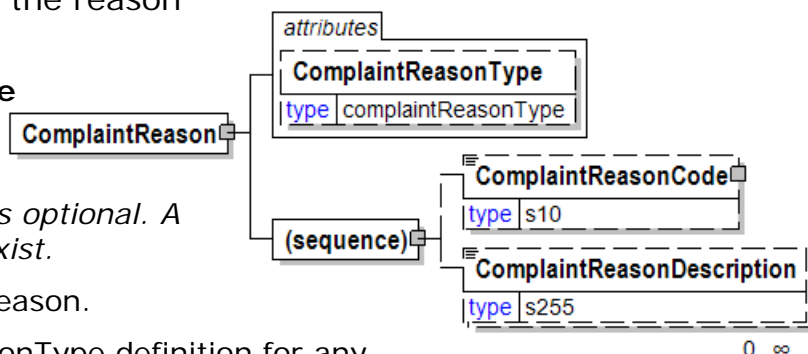 the reason
attributes
ComplaintReasonType
type complaintReasonType
e
ComplaintReason
ComplaintReasonCode
type s10
s optional. A
(sequence)
xist.
ComplaintReasonDescription
eason.
type s255
onType definition for any
0 ∞